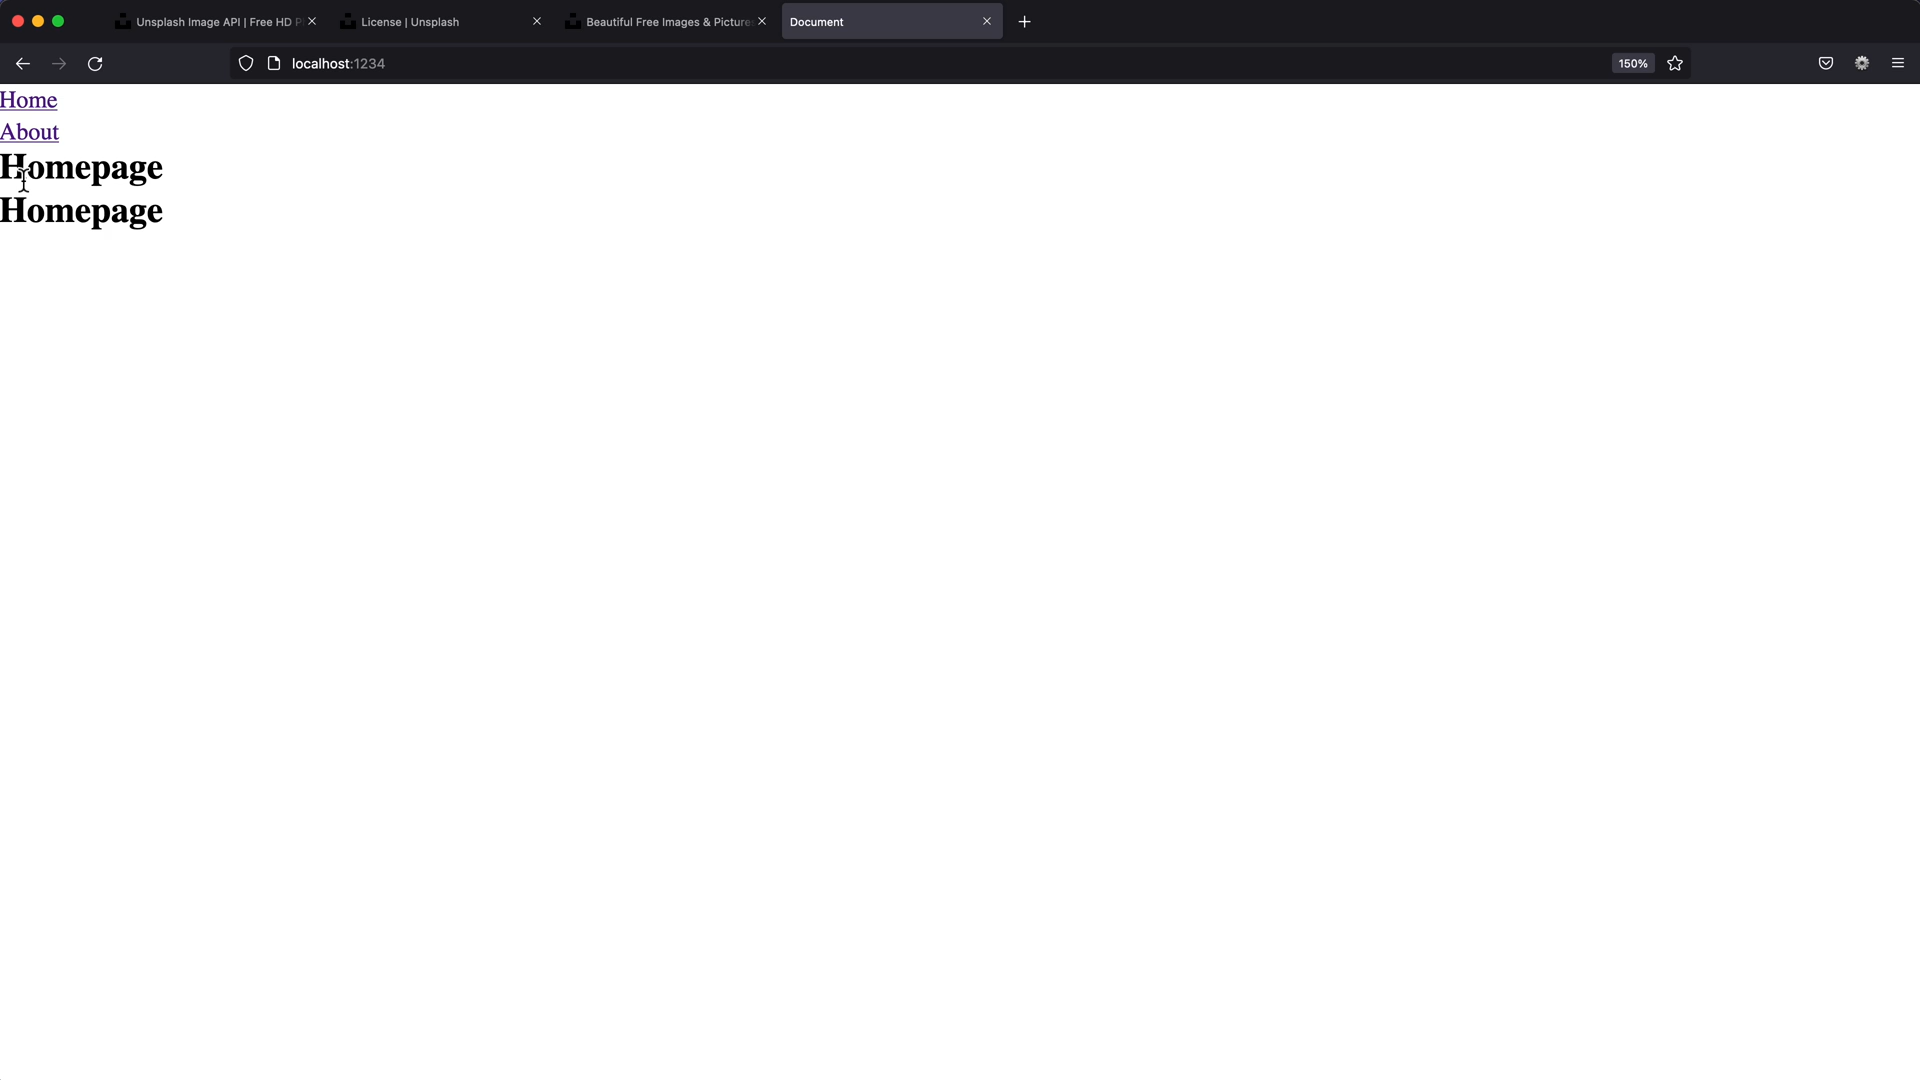 Unsplash Image API | Free HD P
License | Unsplash
Beautiful Free Images & Picture
Document
localhost:1234
150%
Home
About
Homepage
Homepage